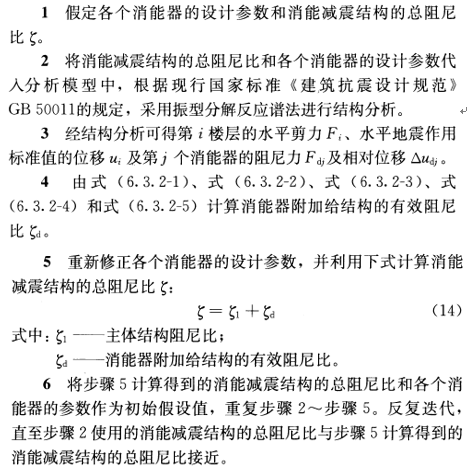 1 假定各个消能器的设计参数和消能减震结构的总阻尼
比 ζ。
2 将消能减震结构的总阻尼比和各个消能器的设计参数代
入分析模型中，根据现行国家标准《建筑抗震设计规范》
GB 50011的规定，采用振型分解反应谱法进行结构分析。
3 经结构分析可得第 i 楼层的水平剪力 Fi、水平地震作用
标准值的位移 ui 及第 j 个消能器的阻尼力 Fdj 及相对位移 Δudj。
4 由式（6.3.2-1）、式（6.3.2-2）、式（6.3.2-3）、式
（6.3.2-4）和式（6.3.2-5）计算消能器附加给结构的有效阻尼
比 ζd。
5 重新修正各个消能器的设计参数，并利用下式计算消能
减震结构的总阻尼比 ζ：
ζ = ζ1 + ζd (14)
式中：ζ1 ——主体结构阻尼比；
ζd ——消能器附加给结构的有效阻尼比。
6 将步骤 5 计算得到的消能减震结构的总阻尼比和各个消
能器的参数作为初始假设值，重复步骤 2～步骤 5。反复迭代，
直至步骤 2 使用的消能减震结构的总阻尼比与步骤 5 计算得到的
消能减震结构的总阻尼比接近。